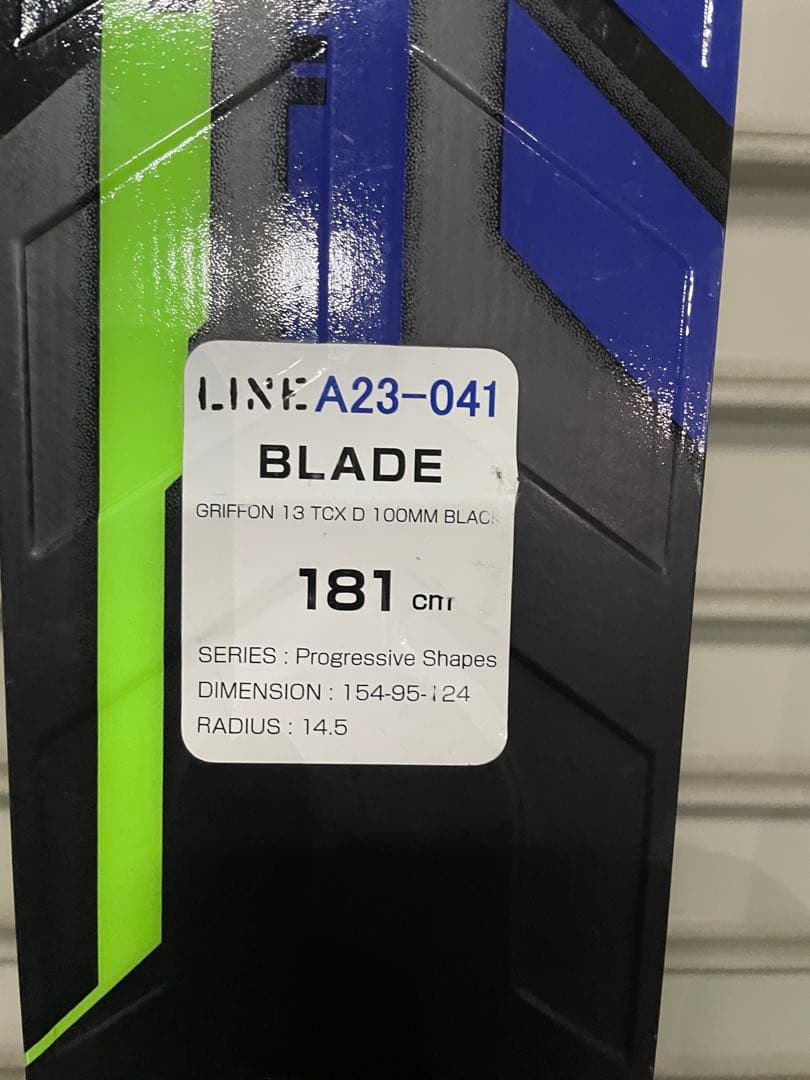 LINE A23-041
BLADE
GRIFFON 13 TCX D 100MM BLACK
181 cm
SERIES : Progressive Shapes
DIMENSION : 154-95-124
RADIUS : 14.5